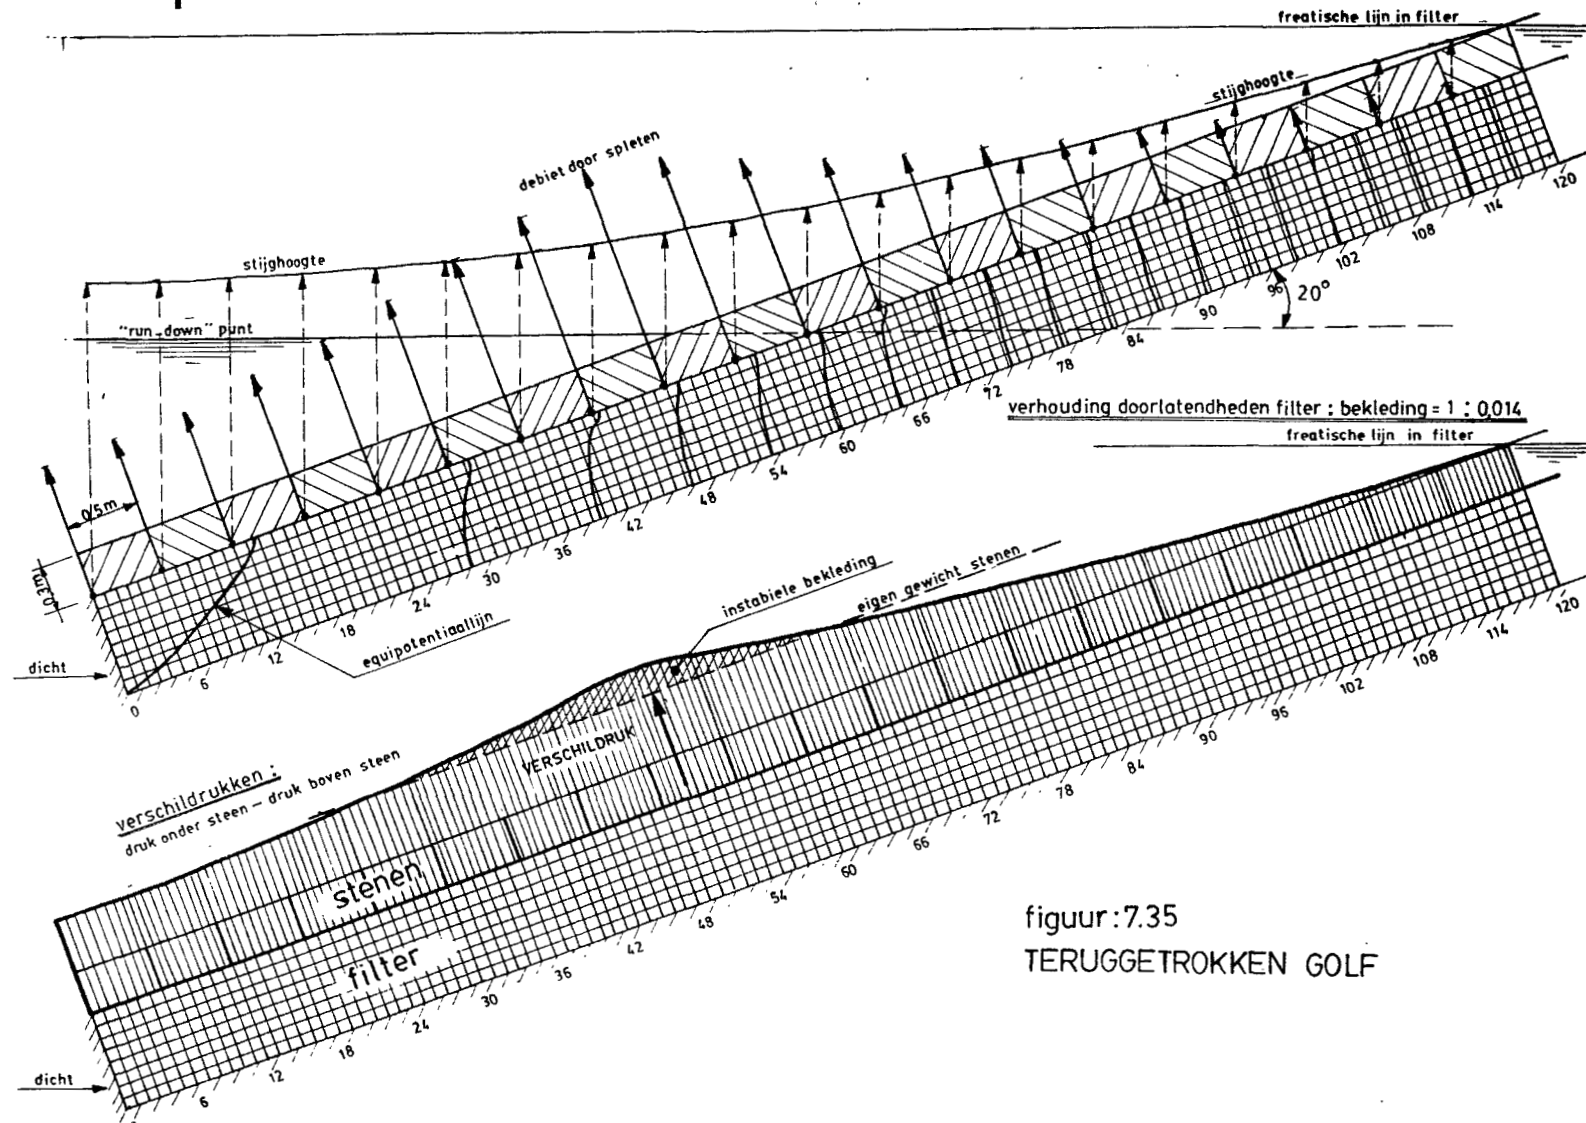 freatische lijn in filter
stijghoogte
debiet door spleten
stijghoogte
"run-down" punt
20°
0,5m
0,3m
verhouding doorlatendheden filter : bekleding = 1 : 0,014
equipotentiaallijn
dicht
0 6 12 18 24 30 36 42 48 54 60 66 72 78 84 90 96 102 108 114 120
freatische lijn in filter
instabiele bekleding
eigen gewicht stenen
VERSCHILDRUK
verschildrukken :
druk onder steen - druk boven steen
stenen
filter
dicht
6 12 18 24 30 36 42 48 54 60 66 72 78 84 90 96 102 108 114 120
figuur : 7.35
TERUGGETROKKEN GOLF